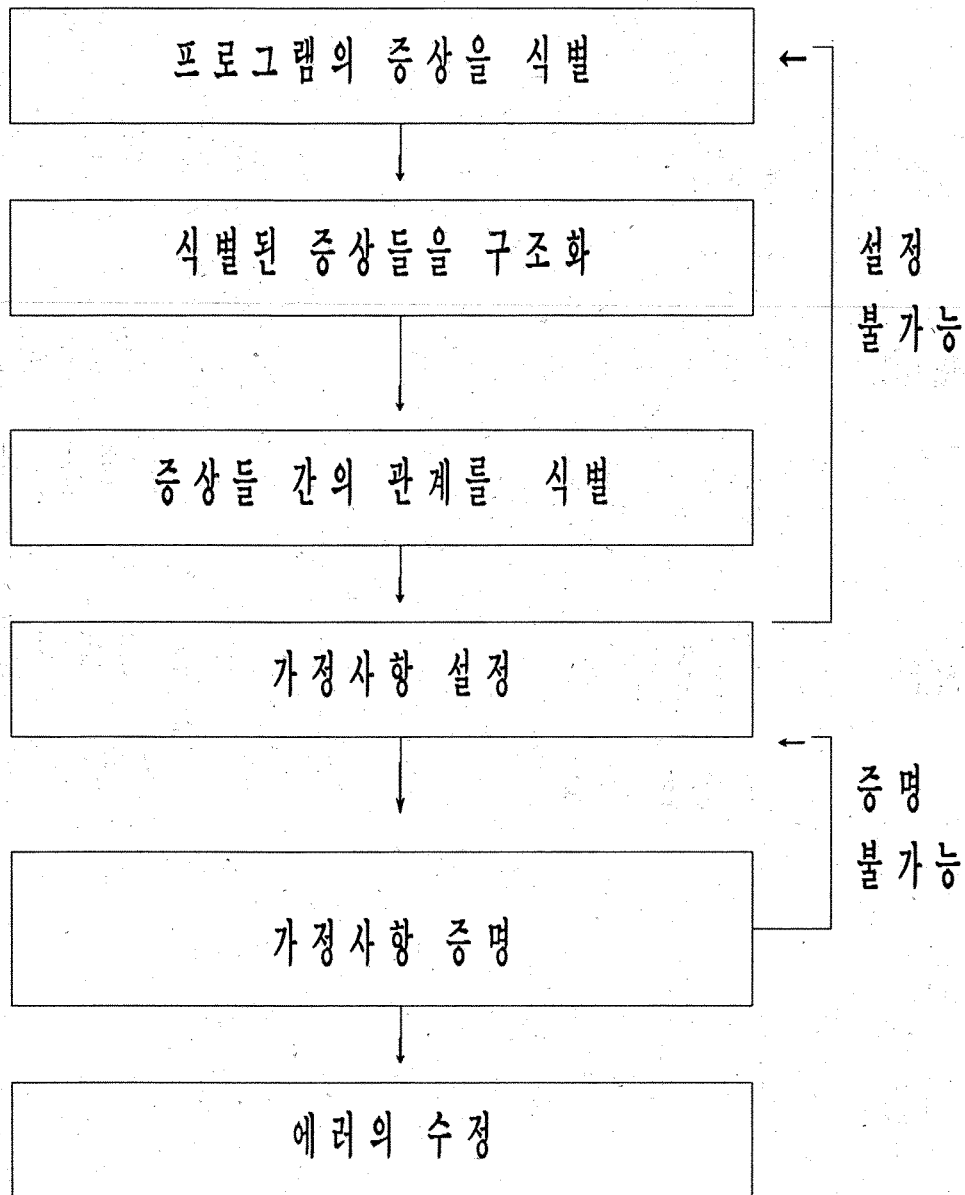 프로그램의 증상을 식별
←
식별된 증상들을 구조화
설정
불가능
증상들 간의 관계를 식별
가정사항 설정
←
증명
불가능
가정사항 증명
에러의 수정